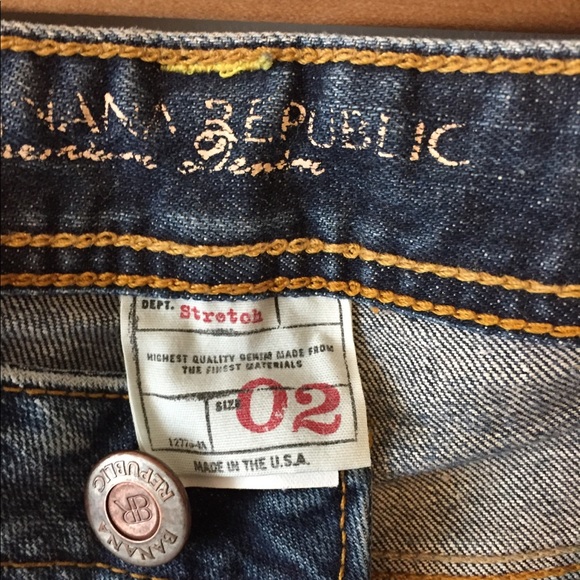 NANA REPUBLIC
Denim
DEPT. Stretch
HIGHEST QUALITY DENIM MADE FROM
THE FINEST MATERIALS
SIZE 02
MADE IN THE U.S.A.
BANANA REPUBLIC
BR